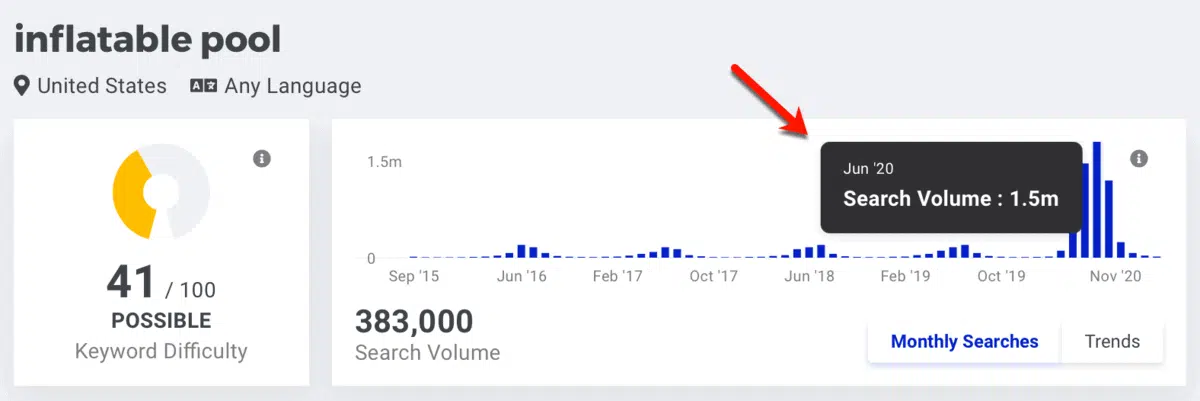 inflatable pool
United States Any Language
41 / 100
POSSIBLE
Keyword Difficulty
1.5m
0
Jun '20
Search Volume : 1.5m
Sep '15 Jun '16 Feb '17 Oct '17 Jun '18 Feb '19 Oct '19 Nov '20
383,000
Search Volume
Monthly Searches Trends